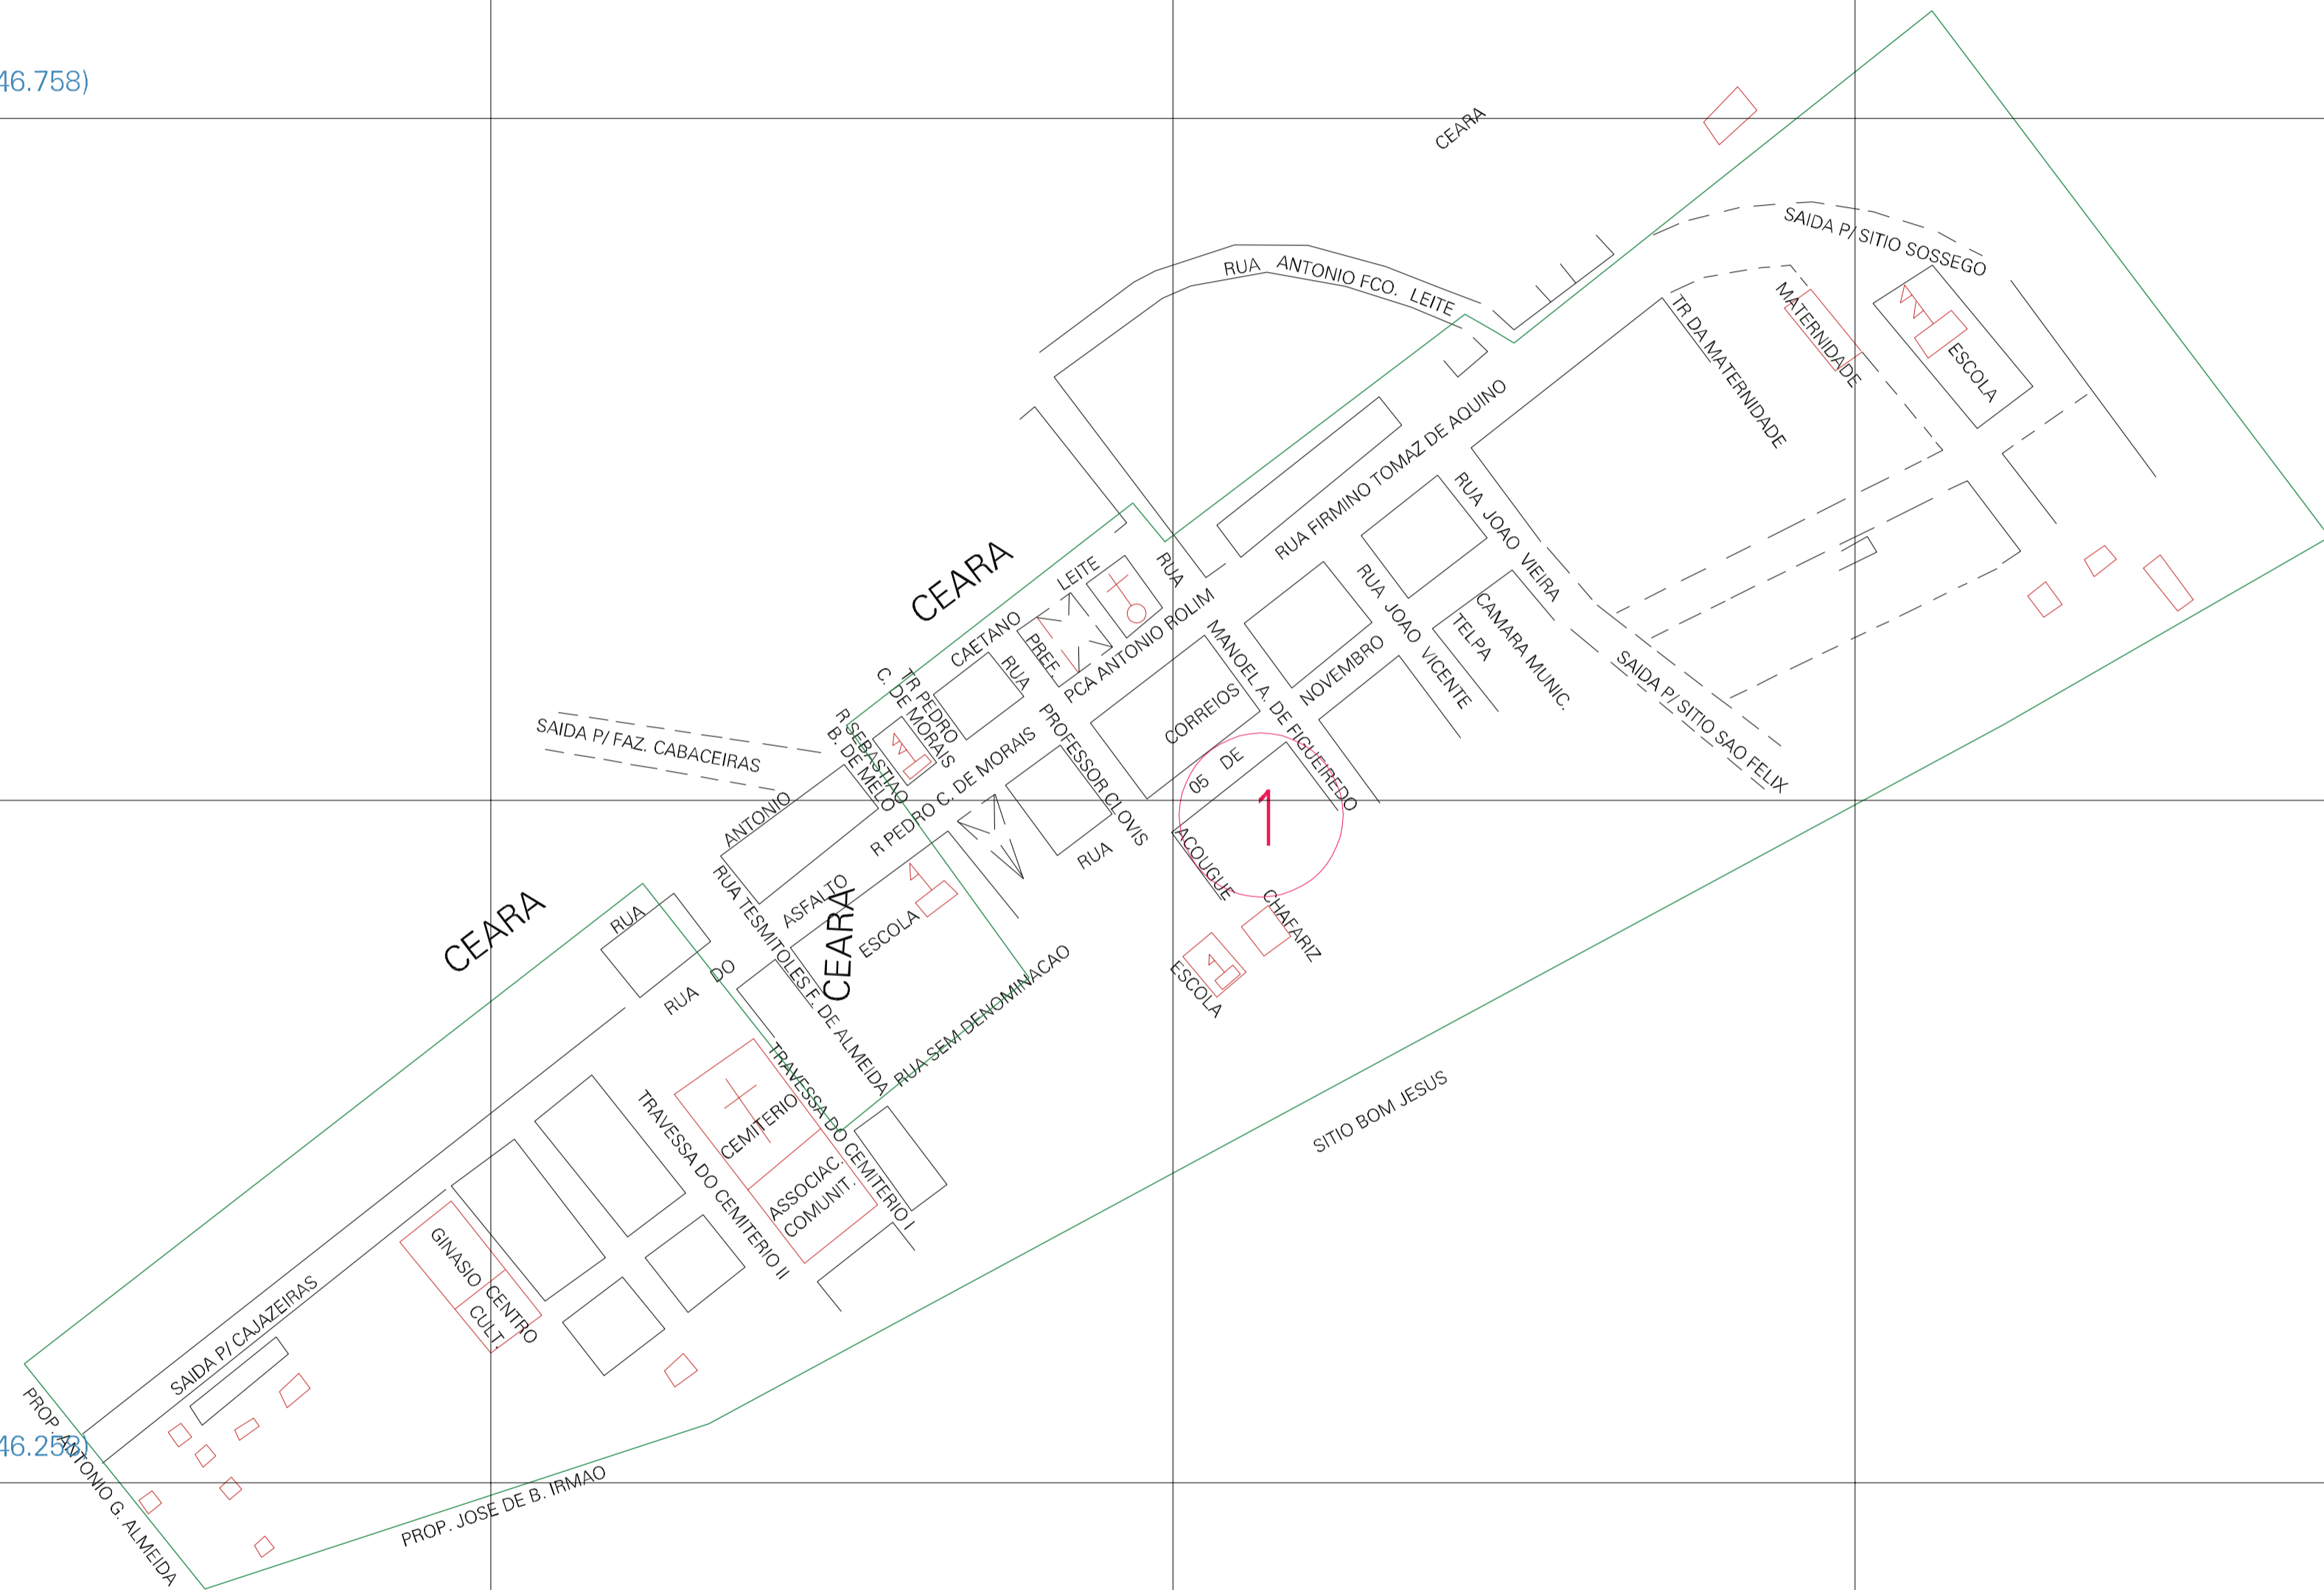 46.758)
CEARA
SAIDA P/ SITIO SOSSEGO
RUA ANTONIO FCO. LEITE
MATERNIDADE
TR DA MATERNIDADE
ESCOLA
RUA FIRMINO TOMAZ DE AQUINO
RUA JOAO VIEIRA
CEARA
LEITE
RUA
CAETANO
PREF.
RUA
PCA ANTONIO ROLIM
RUA JOAO VICENTE
CAMARA MUNIC.
TELPA
MANOEL A. DE FIGUEIREDO
NOVEMBRO
SAIDA P/ SITIO SAO FELIX
TR PEDRO
C. DE MORAIS
CORREIOS
R SEBASTIAO
B. DE MELO
SAIDA P/ FAZ. CABACEIRAS
PROFESSOR CLOVIS
R PEDRO C. DE MORAIS
05 DE
ANTONIO
1
RUA
ACOUGUE
RUA TESMITOLES F. DE ALMEIDA
ASFALTO
CEARA
ESCOLA
CHAFARIZ
CEARA
RUA
DO
RUA
ESCOLA
RUA SEM DENOMINACAO
TRAVESSA DO CEMITERIO I
CEMITERIO
TRAVESSA DO CEMITERIO II
SITIO BOM JESUS
ASSOCIAC.
COMUNIT.
GINASIO
CENTRO
CULT.
SAIDA P/ CAJAZEIRAS
PROP. ANTONIO G. ALMEIDA
46.258)
PROP. JOSE DE B. IRMAO